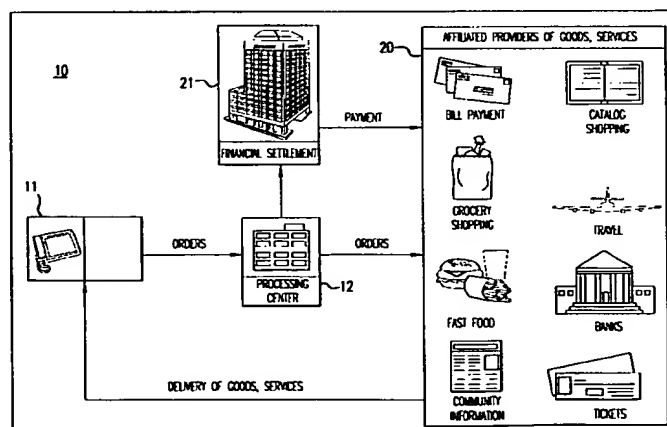 10
21
FINANCIAL SETTLEMENT
PAYMENT
11
ORDERS
PROCESSING
CENTER
12
ORDERS
DELIVERY OF GOODS, SERVICES
20
AFFILIATED PROVIDERS OF GOODS, SERVICES
BILL PAYMENT
CATALOG
SHOPPING
GROCERY
SHOPPING
TRAVEL
FAST FOOD
BANKS
COMMUNITY
INFORMATION
TICKETS